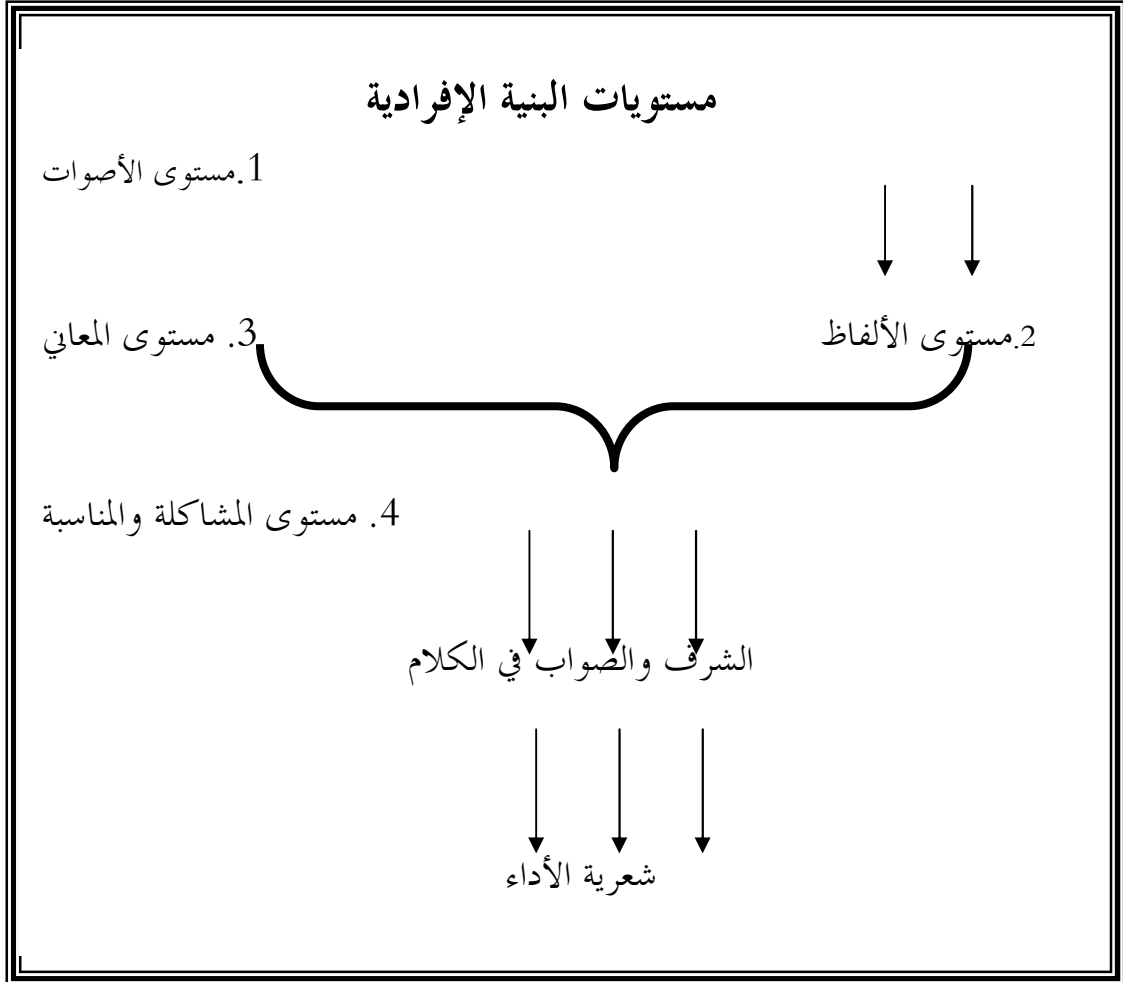 مستويات البنية الإفرادية
1.مستوى الأصوات
2.مستوى الألفاظ 3. مستوى المعاني
4. مستوى المشاكلة والمناسبة
الشرف والصواب في الكلام
شعرية الأداء